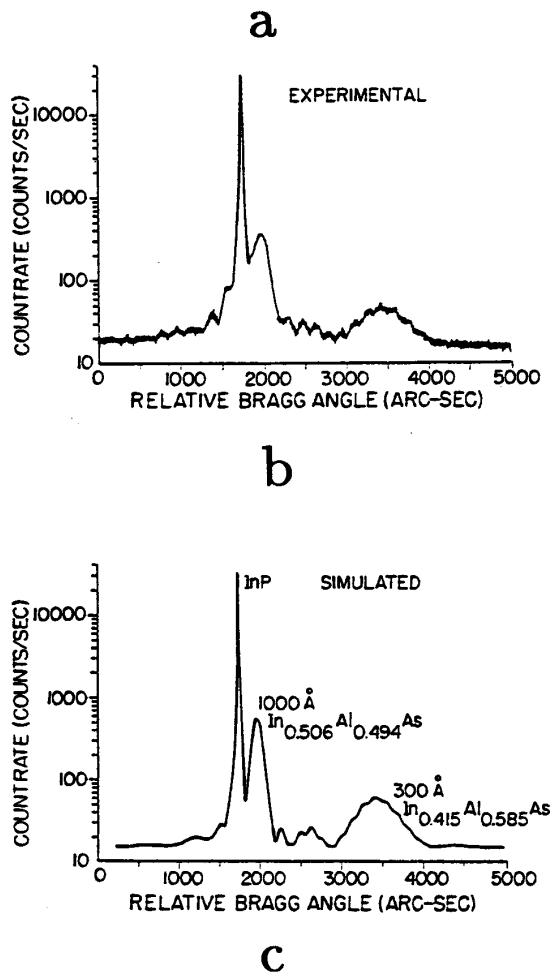 a
EXPERIMENTAL
COUNTRATE (COUNTS/SEC)
10000
1000
100
10
0 1000 2000 3000 4000 5000
RELATIVE BRAGG ANGLE (ARC-SEC)
b
InP SIMULATED
COUNTRATE (COUNTS/SEC)
10000
1000 Å
In0.506Al0.494As
1000
100
300 Å
In0.415Al0.585As
10
0 1000 2000 3000 4000 5000
RELATIVE BRAGG ANGLE (ARC-SEC)
c